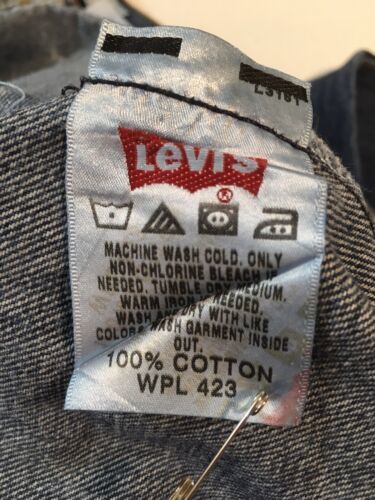 L3161
Levi's
®
MACHINE WASH COLD. ONLY
NON-CHLORINE BLEACH IF
NEEDED. TUMBLE DRY MEDIUM.
WARM IRON IF NEEDED.
WASH AND DRY WITH LIKE
COLORS. WASH GARMENT INSIDE
OUT.
100% COTTON
WPL 423